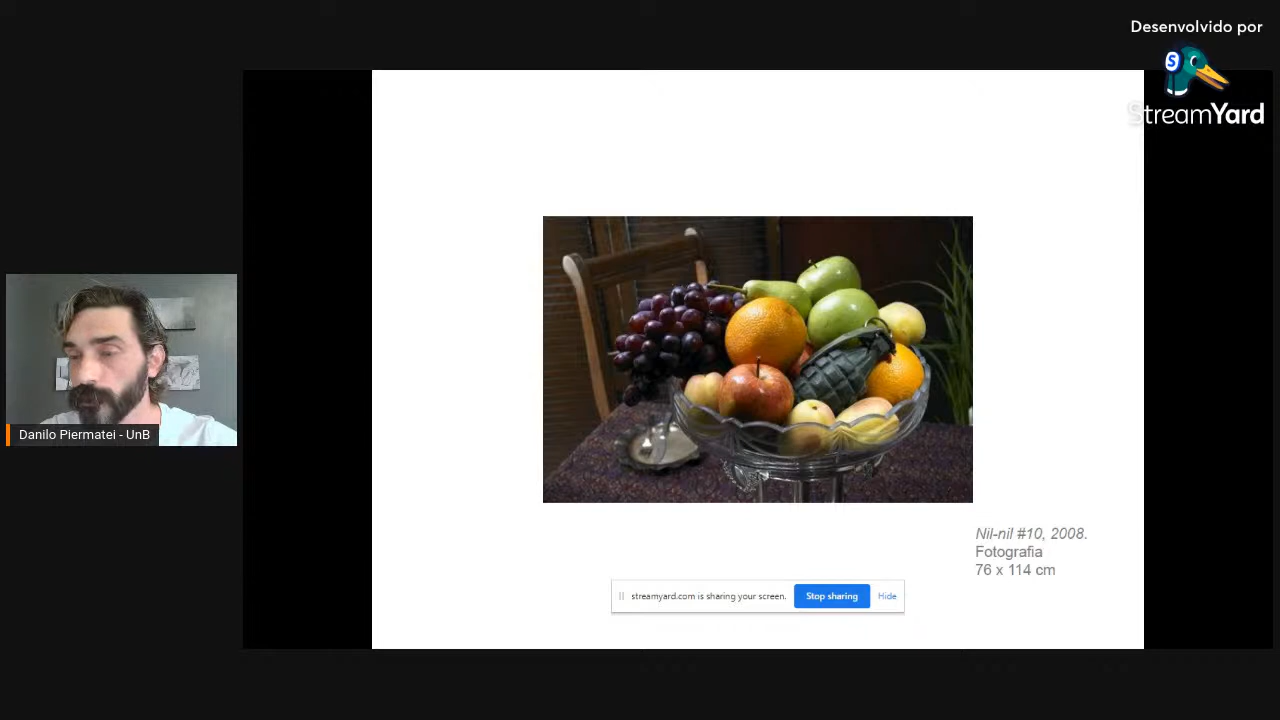 Desenvolvido por
S
StreamYard
Danilo Piermatei - UnB
Nil-nil #10, 2008.
Fotografia
76 x 114 cm
streamyard.com is sharing your screen.
Stop sharing
Hide